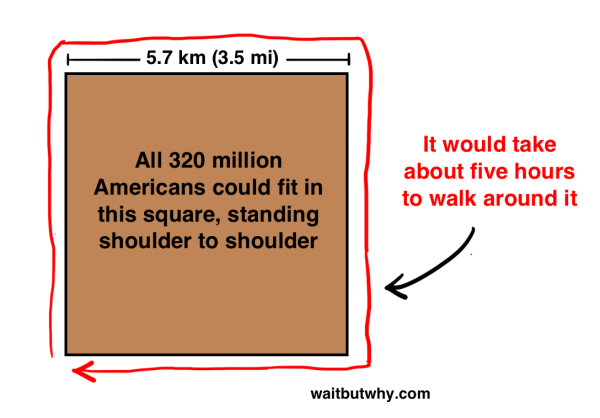 5.7 km (3.5 mi)
All 320 million
Americans could fit in
this square, standing
shoulder to shoulder
It would take
about five hours
to walk around it
waitbutwhy.com